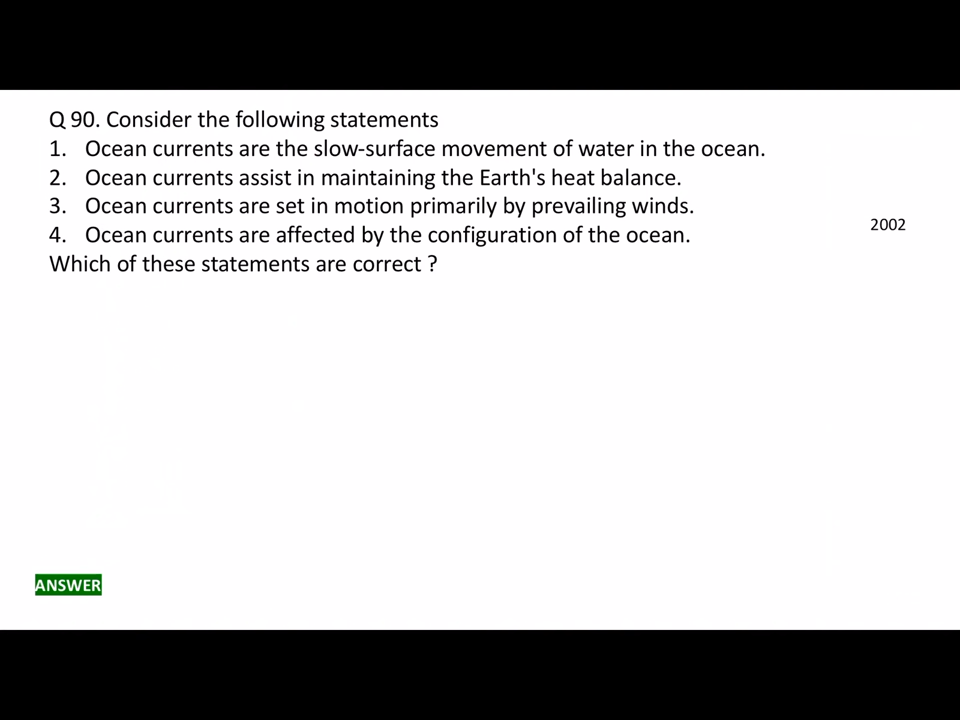 Q 90. Consider the following statements
1. Ocean currents are the slow-surface movement of water in the ocean.
2. Ocean currents assist in maintaining the Earth's heat balance.
3. Ocean currents are set in motion primarily by prevailing winds.
4. Ocean currents are affected by the configuration of the ocean.
Which of these statements are correct ?
2002
ANSWER